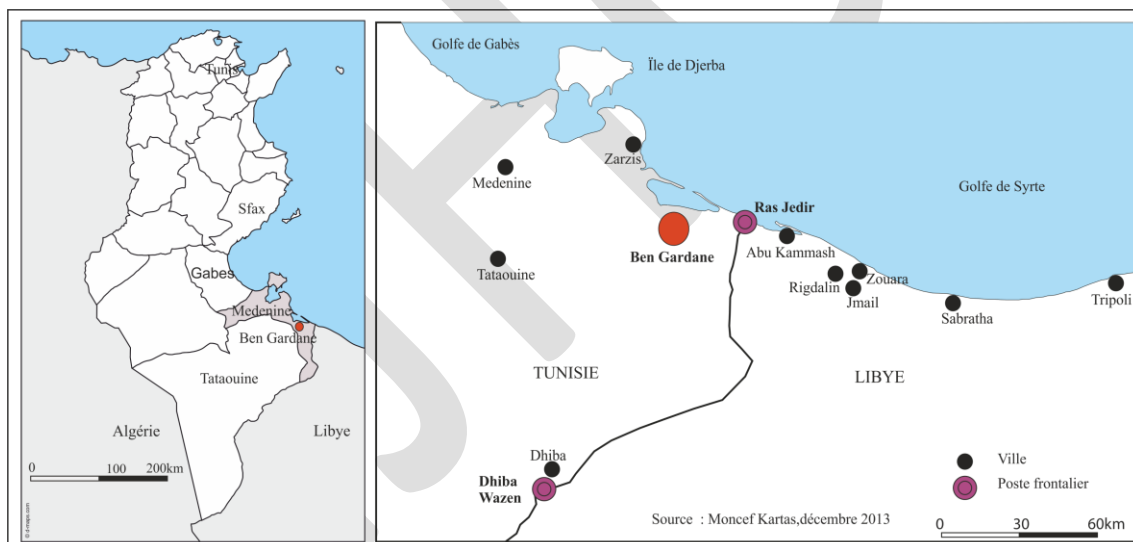 Tunis
Sfax
Gabes
Medenine
Ben Gardane
Tataouine
Algérie
Libye
0
100
200km
© d-maps.com
Golfe de Gabès
Île de Djerba
Zarzis
Medenine
Golfe de Syrte
Ras Jedir
Ben Gardane
Abu Kammash
Tataouine
Rigdalin
Zouara
Jmail
Tripoli
Sabratha
TUNISIE
LIBYE
Dhiba
Dhiba
Wazen
Ville
Poste frontalier
Source : Moncef Kartas,décembre 2013
0
30
60km